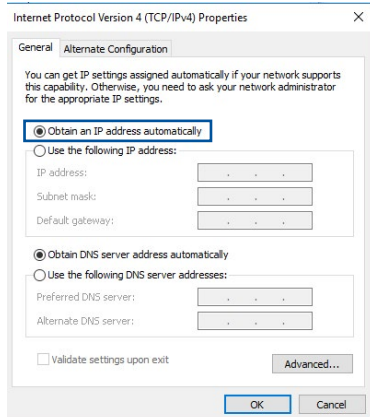 Internet Protocol Version 4 (TCP/IPv4) Properties
General
Alternate Configuration
You can get IP settings assigned automatically if your network supports
this capability. Otherwise, you need to ask your network administrator
for the appropriate IP settings.
Obtain an IP address automatically
Use the following IP address:
IP address:
Subnet mask:
Default gateway:
Obtain DNS server address automatically
Use the following DNS server addresses:
Preferred DNS server:
Alternate DNS server:
Validate settings upon exit
Advanced...
OK
Cancel